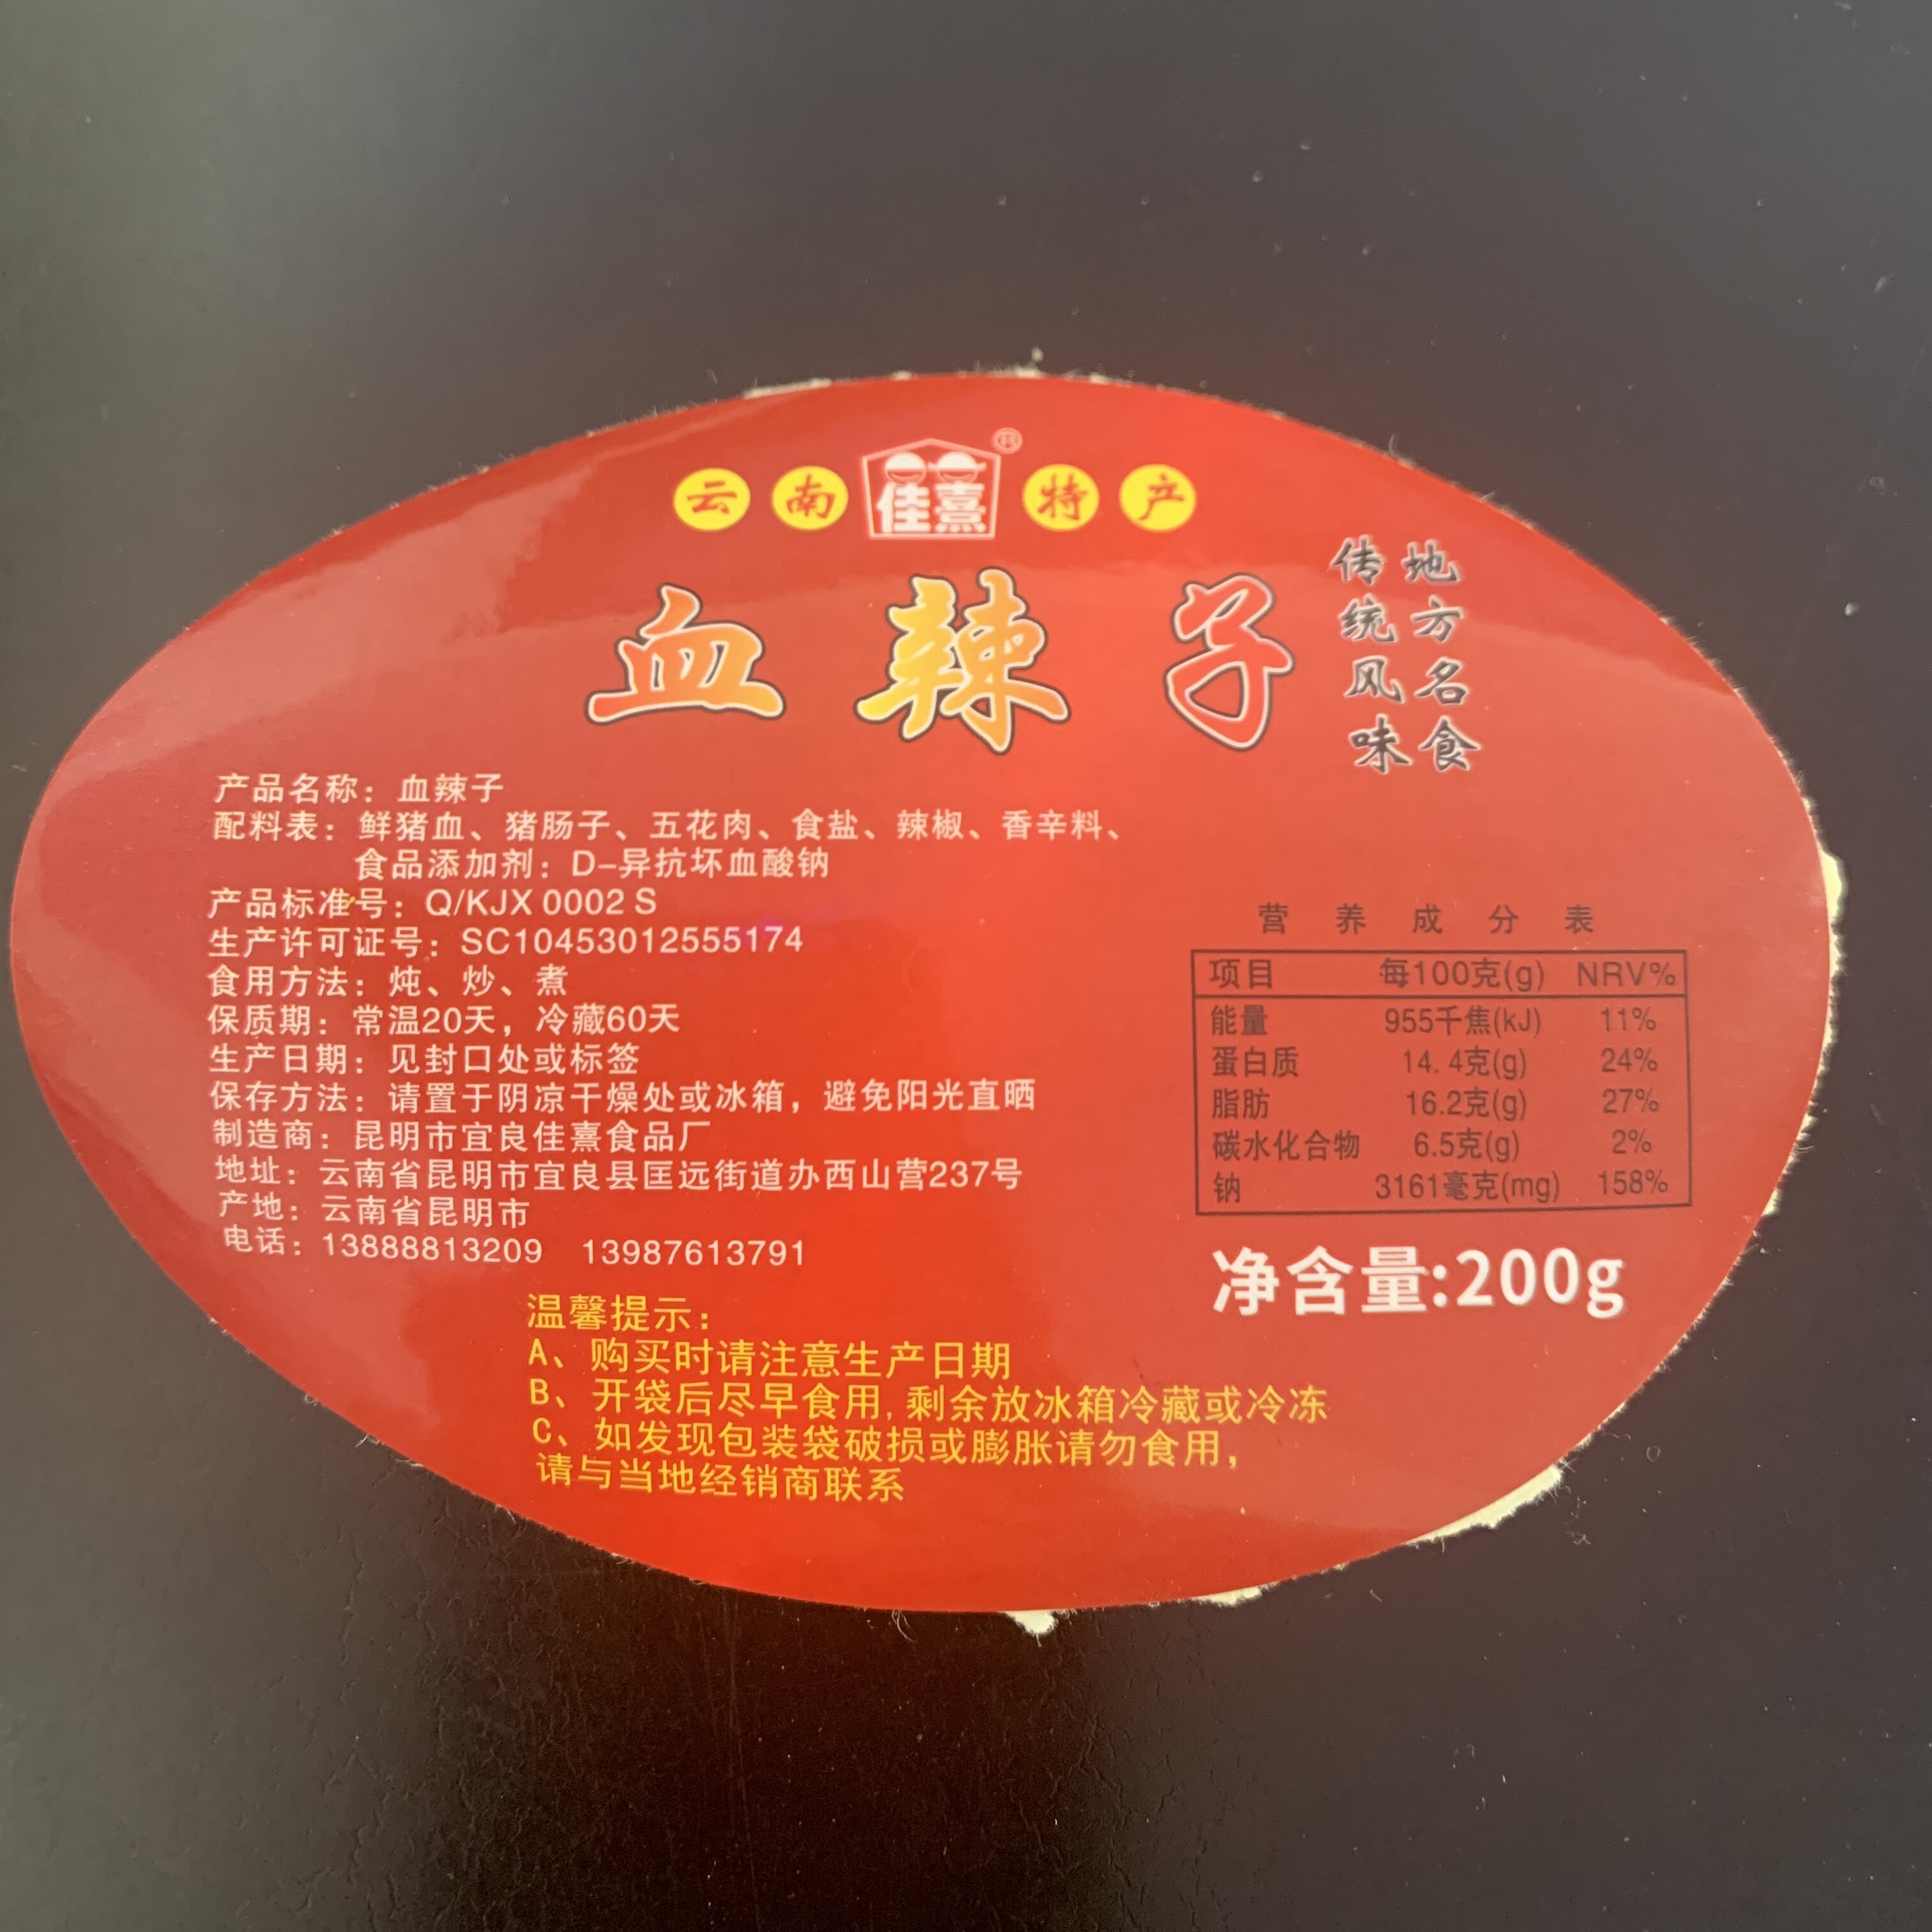 云南佳熹®特产
血辣子
地方名食
传统风味
产品名称：血辣子
配料表：鲜猪血、猪肠子、五花肉、食盐、辣椒、香辛料、
食品添加剂：D-异抗坏血酸钠
产品标准号：Q/KJX 0002 S
生产许可证号：SC10453012555174
食用方法：炖、炒、煮
保质期：常温20天，冷藏60天
生产日期：见封口处或标签
保存方法：请置于阴凉干燥处或冰箱，避免阳光直晒
制造商：昆明市宜良佳熹食品厂
地址：云南省昆明市宜良县匡远街道办西山营237号
产地：云南省昆明市
电话：13888813209 13987613791
营养成分表
项目 每100克(g) NRV%
能量 955千焦(kJ) 11%
蛋白质 14.4克(g) 24%
脂肪 16.2克(g) 27%
碳水化合物 6.5克(g) 2%
钠 3161毫克(mg) 158%
净含量:200g
温馨提示：
A、购买时请注意生产日期
B、开袋后尽早食用,剩余放冰箱冷藏或冷冻
C、如发现包装袋破损或膨胀请勿食用，
请与当地经销商联系